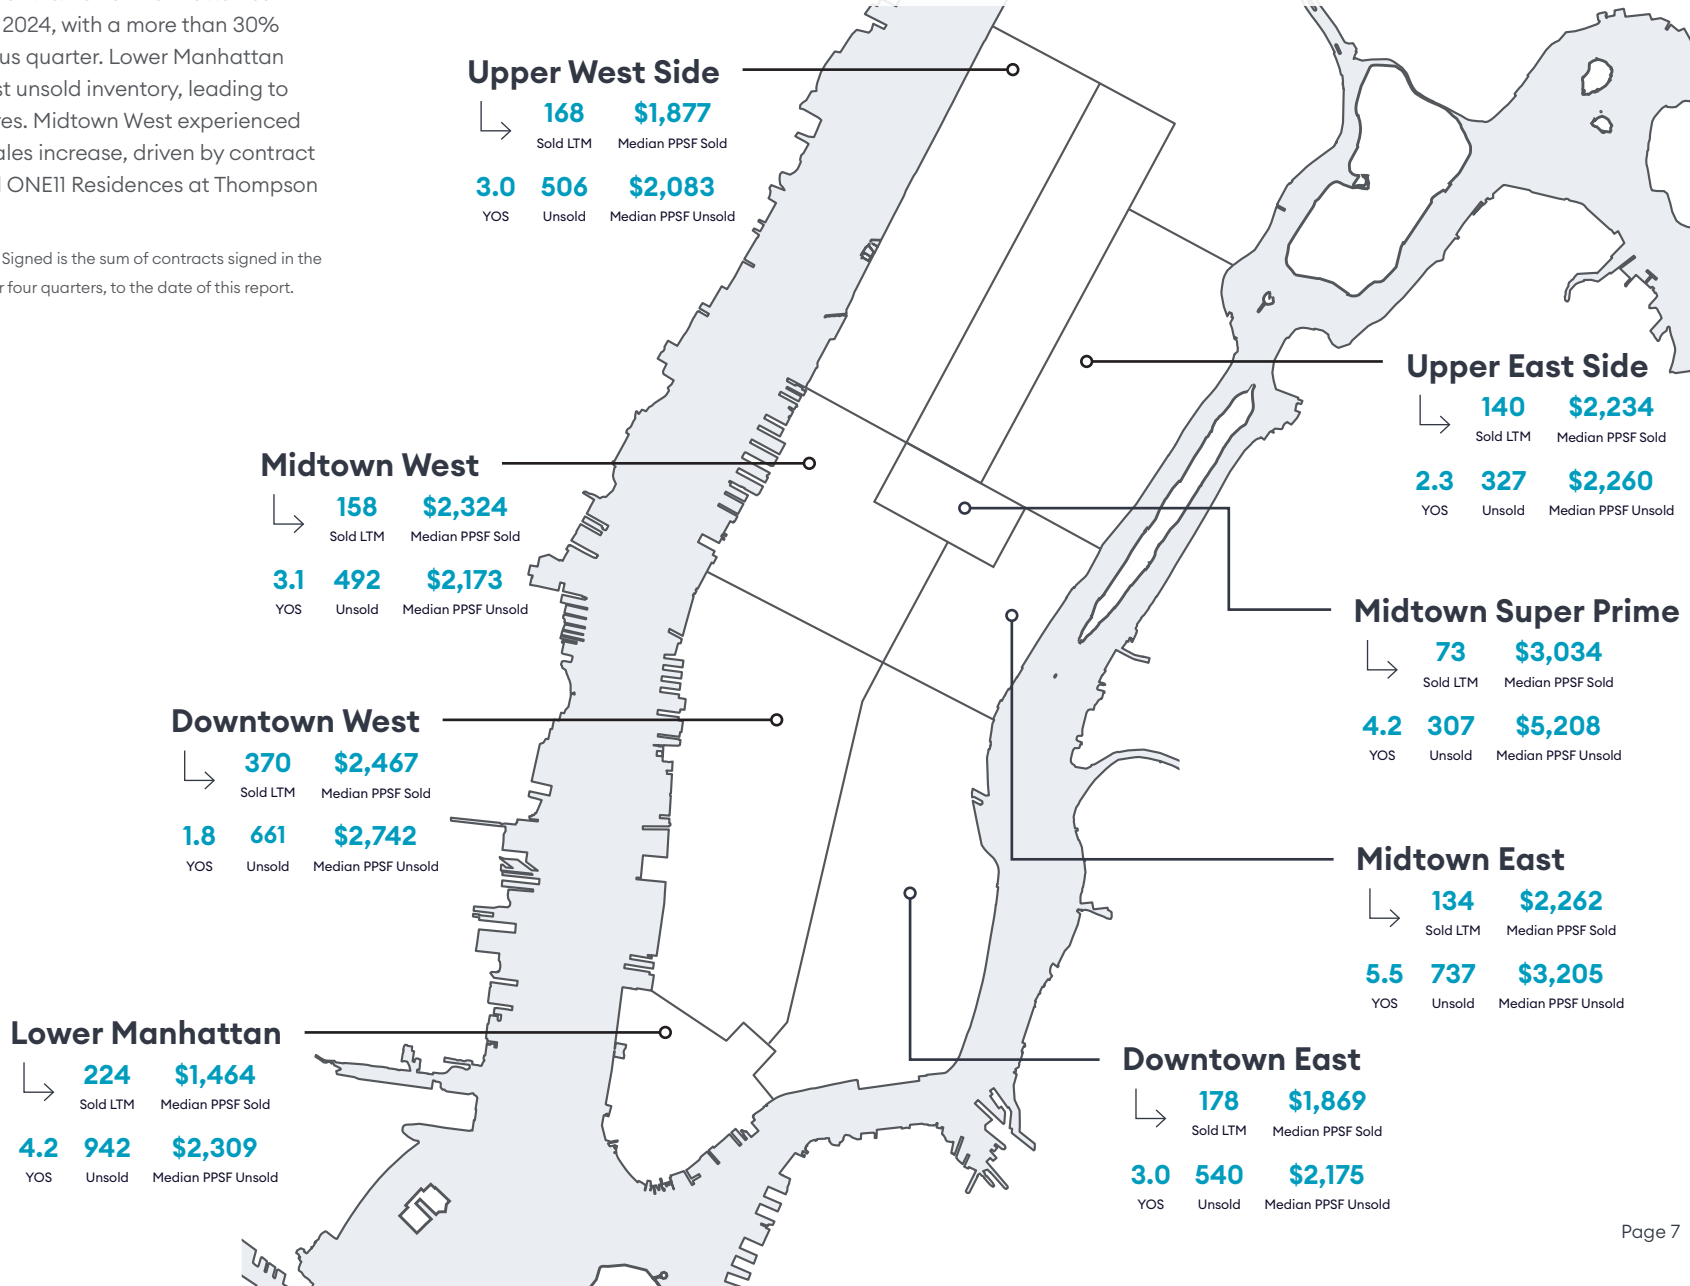 2024, with a more than 30%
us quarter. Lower Manhattan
st unsold inventory, leading to
res. Midtown West experienced
ales increase, driven by contract
ONE11 Residences at Thompson
Signed is the sum of contracts signed in the
r four quarters, to the date of this report.
Upper West Side
168 $1,877
Sold LTM Median PPSF Sold
3.0 506 $2,083
YOS Unsold Median PPSF Unsold
Upper East Side
140 $2,234
Sold LTM Median PPSF Sold
2.3 327 $2,260
YOS Unsold Median PPSF Unsold
Midtown West
158 $2,324
Sold LTM Median PPSF Sold
3.1 492 $2,173
YOS Unsold Median PPSF Unsold
Midtown Super Prime
73 $3,034
Sold LTM Median PPSF Sold
4.2 307 $5,208
YOS Unsold Median PPSF Unsold
Downtown West
370 $2,467
Sold LTM Median PPSF Sold
1.8 661 $2,742
YOS Unsold Median PPSF Unsold
Midtown East
134 $2,262
Sold LTM Median PPSF Sold
5.5 737 $3,205
YOS Unsold Median PPSF Unsold
Lower Manhattan
224 $1,464
Sold LTM Median PPSF Sold
4.2 942 $2,309
YOS Unsold Median PPSF Unsold
Downtown East
178 $1,869
Sold LTM Median PPSF Sold
3.0 540 $2,175
YOS Unsold Median PPSF Unsold
Page 7